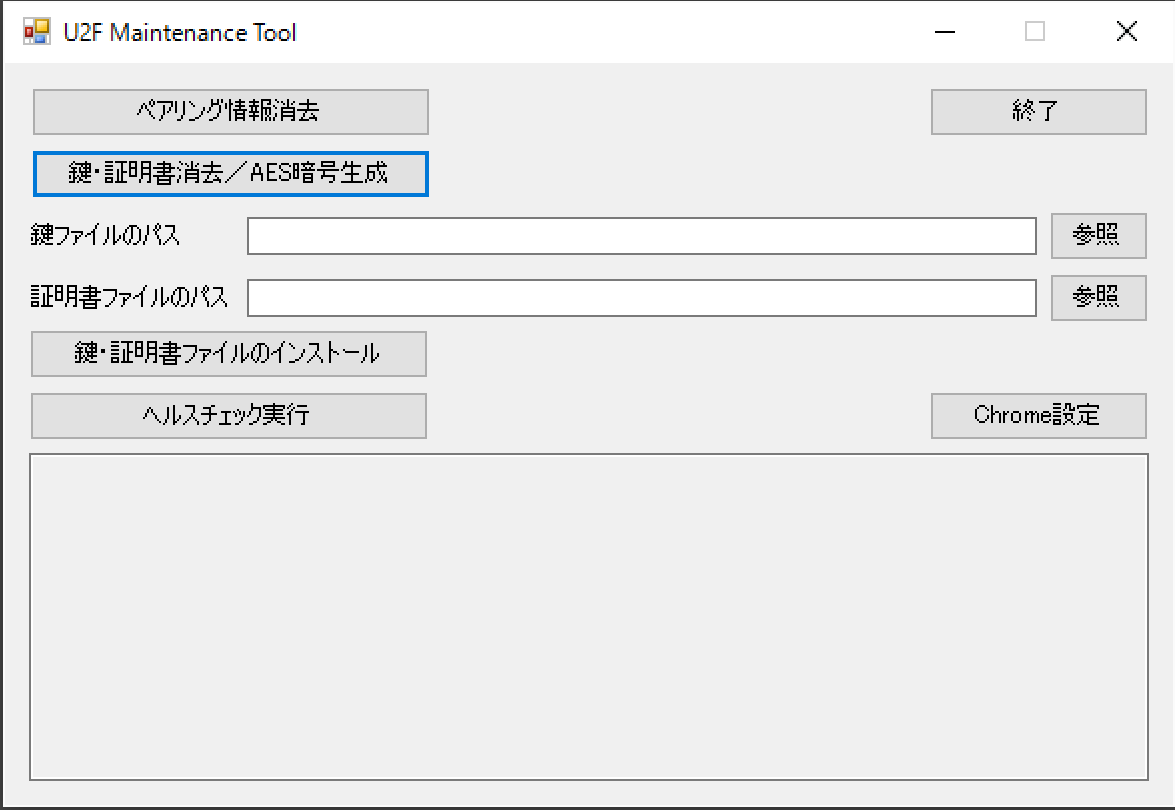 U2F Maintenance Tool
ペアリング情報消去
終了
鍵・証明書消去／AES暗号生成
鍵ファイルのパス
参照
証明書ファイルのパス
参照
鍵・証明書ファイルのインストール
ヘルスチェック実行
Chrome設定